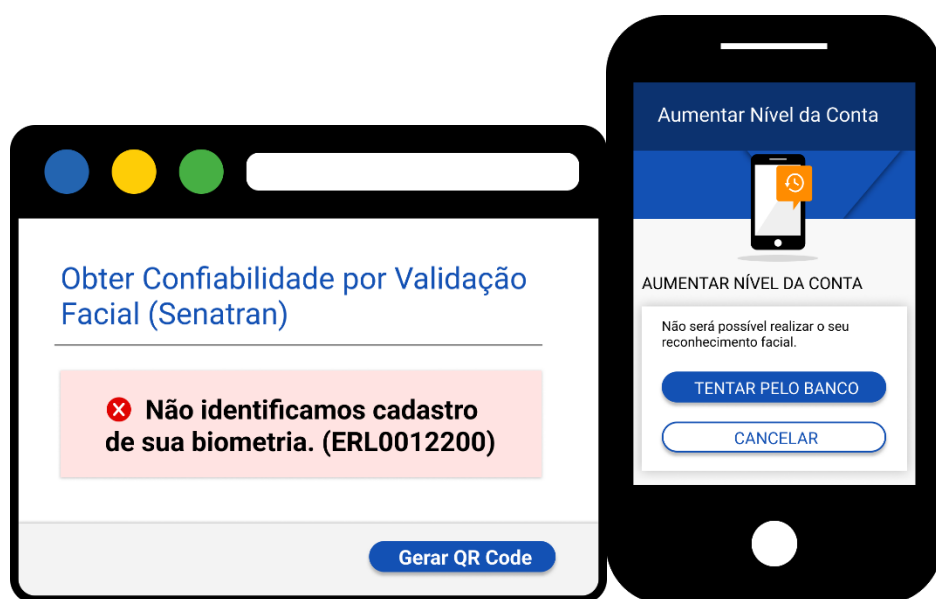 Obter Confiabilidade por Validação
Facial (Senatran)
Não identificamos cadastro
de sua biometria. (ERL0012200)
Gerar QR Code
Aumentar Nível da Conta
AUMENTAR NÍVEL DA CONTA
Não será possível realizar o seu
reconhecimento facial.
TENTAR PELO BANCO
CANCELAR